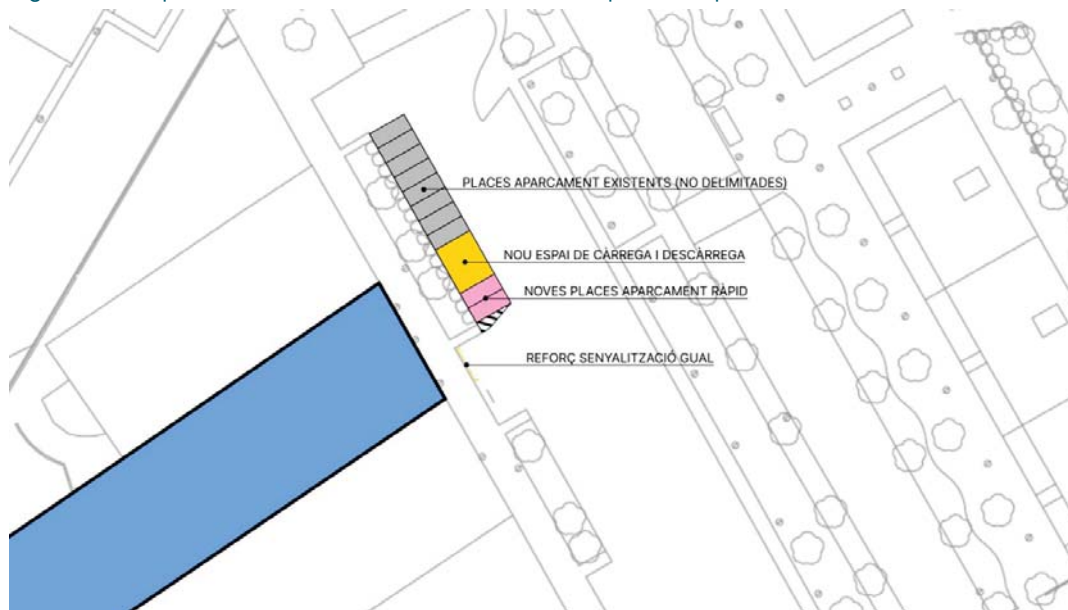 PLACES APARCAMENT EXISTENTS (NO DELIMITADES)
NOU ESPAI DE CÀRREGA I DESCÀRREGA
NOVES PLACES APARCAMENT RÀPID
REFORÇ SENYALITZACIÓ GUAL